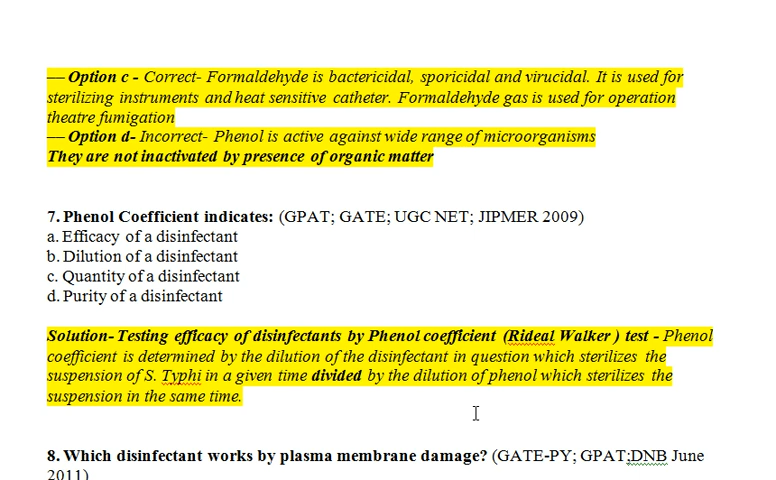 — Option c - Correct- Formaldehyde is bactericidal, sporicidal and virucidal. It is used for
sterilizing instruments and heat sensitive catheter. Formaldehyde gas is used for operation
theatre fumigation
— Option d- Incorrect- Phenol is active against wide range of microorganisms
They are not inactivated by presence of organic matter
7. Phenol Coefficient indicates: (GPAT; GATE; UGC NET; JIPMER 2009)
a. Efficacy of a disinfectant
b. Dilution of a disinfectant
c. Quantity of a disinfectant
d. Purity of a disinfectant
Solution- Testing efficacy of disinfectants by Phenol coefficient (Rideal Walker ) test - Phenol
coefficient is determined by the dilution of the disinfectant in question which sterilizes the
suspension of S. Typhi in a given time divided by the dilution of phenol which sterilizes the
suspension in the same time.
8. Which disinfectant works by plasma membrane damage? (GATE-PY; GPAT;DNB June
2011)